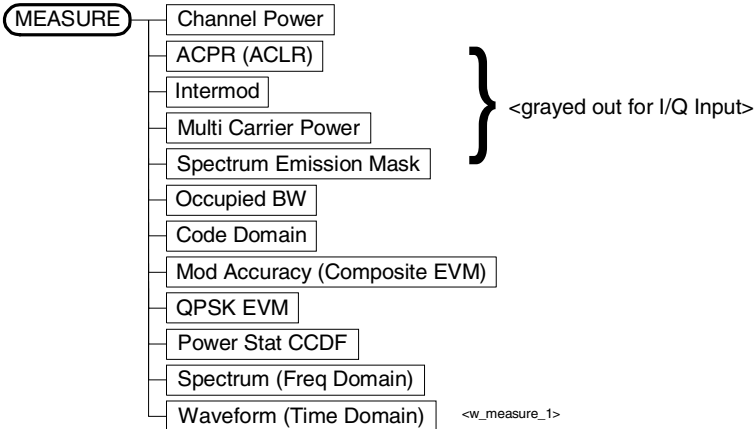 MEASURE
Channel Power
ACPR (ACLR)
Intermod
Multi Carrier Power
Spectrum Emission Mask
<grayed out for I/Q Input>
Occupied BW
Code Domain
Mod Accuracy (Composite EVM)
QPSK EVM
Power Stat CCDF
Spectrum (Freq Domain)
Waveform (Time Domain)
<w_measure_1>